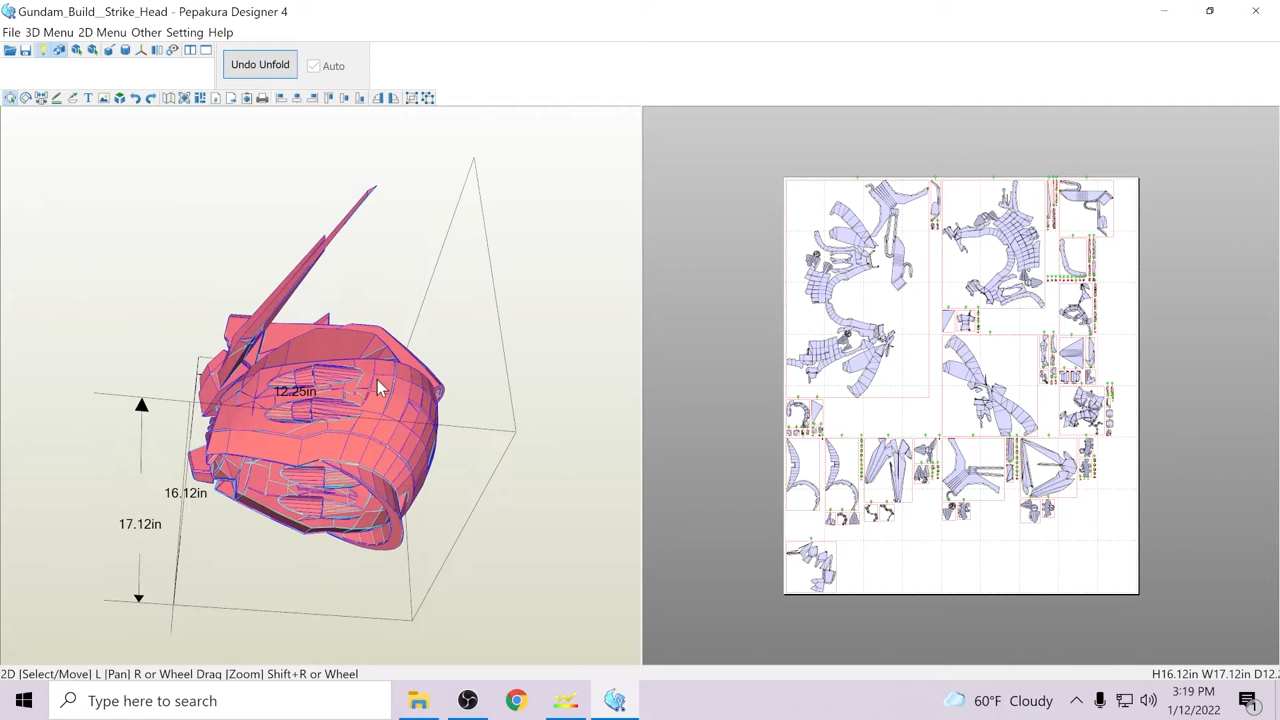 Gundam_Build__Strike_Head - Pepakura Designer 4
File 3D Menu 2D Menu Other Setting Help
Undo Unfold
Auto
12.25in
16.12in
17.12in
2D [Select/Move] L [Pan] R or Wheel Drag [Zoom] Shift+R or Wheel
H16.12in W17.12in D12.
Type here to search
60°F Cloudy
3:19 PM
1/12/2022
1